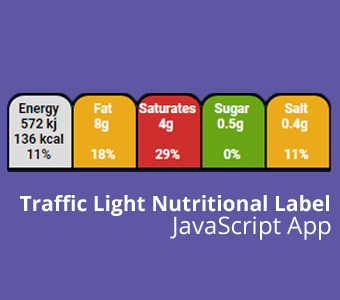 Energy
572 kj
136 kcal
11%
Fat
8g
18%
Saturates
4g
29%
Sugar
0.5g
0%
Salt
0.4g
11%
Traffic Light Nutritional Label
JavaScript App